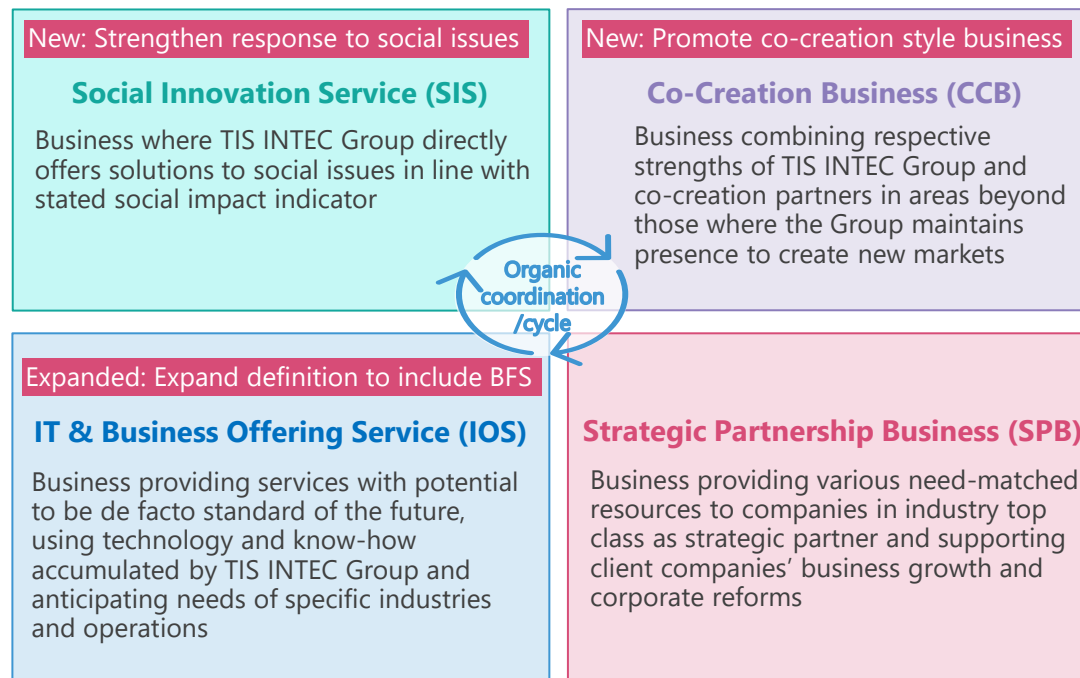 New: Strengthen response to social issues
Social Innovation Service (SIS)
Business where TIS INTEC Group directly
offers solutions to social issues in line with
stated social impact indicator
New: Promote co-creation style business
Co-Creation Business (CCB)
Business combining respective
strengths of TIS INTEC Group and
co-creation partners in areas beyond
those where the Group maintains
presence to create new markets
Organic
coordination
/cycle
Expanded: Expand definition to include BFS
IT & Business Offering Service (IOS)
Business providing services with potential
to be de facto standard of the future,
using technology and know-how
accumulated by TIS INTEC Group and
anticipating needs of specific industries
and operations
Strategic Partnership Business (SPB)
Business providing various need-matched
resources to companies in industry top
class as strategic partner and supporting
client companies’ business growth and
corporate reforms